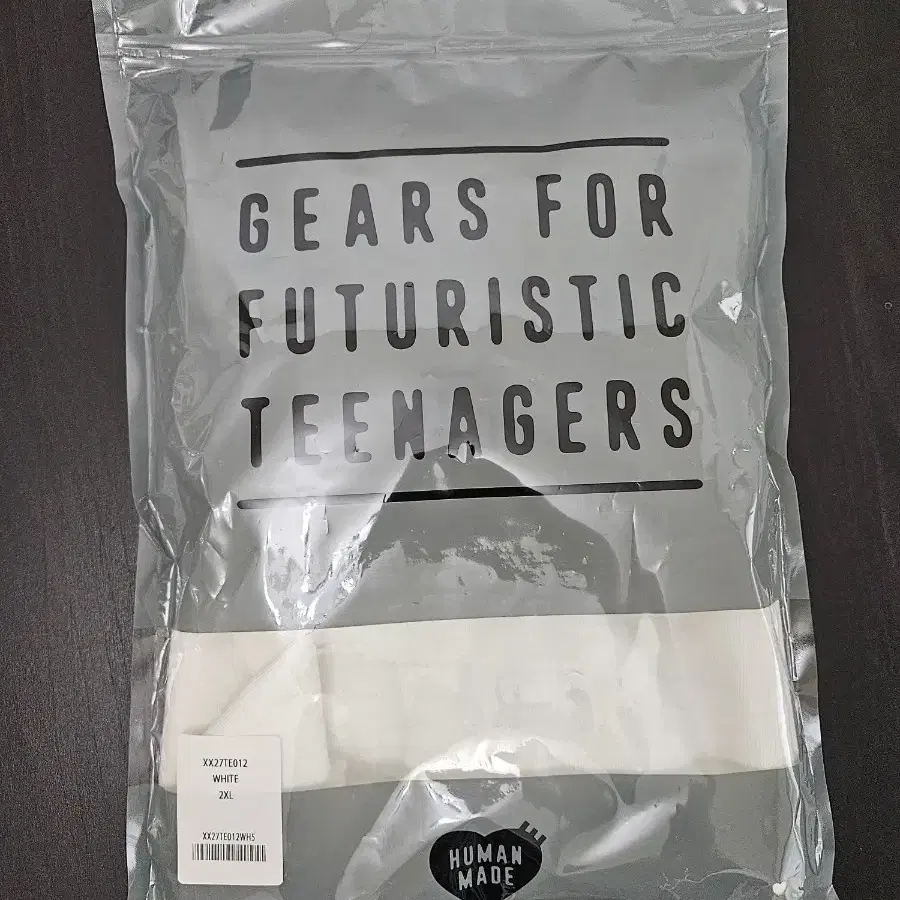 GEARS FOR
FUTURISTIC
TEENAGERS
XX27TE012
WHITE
2XL
XX27TE012WH5
HUMAN
MADE